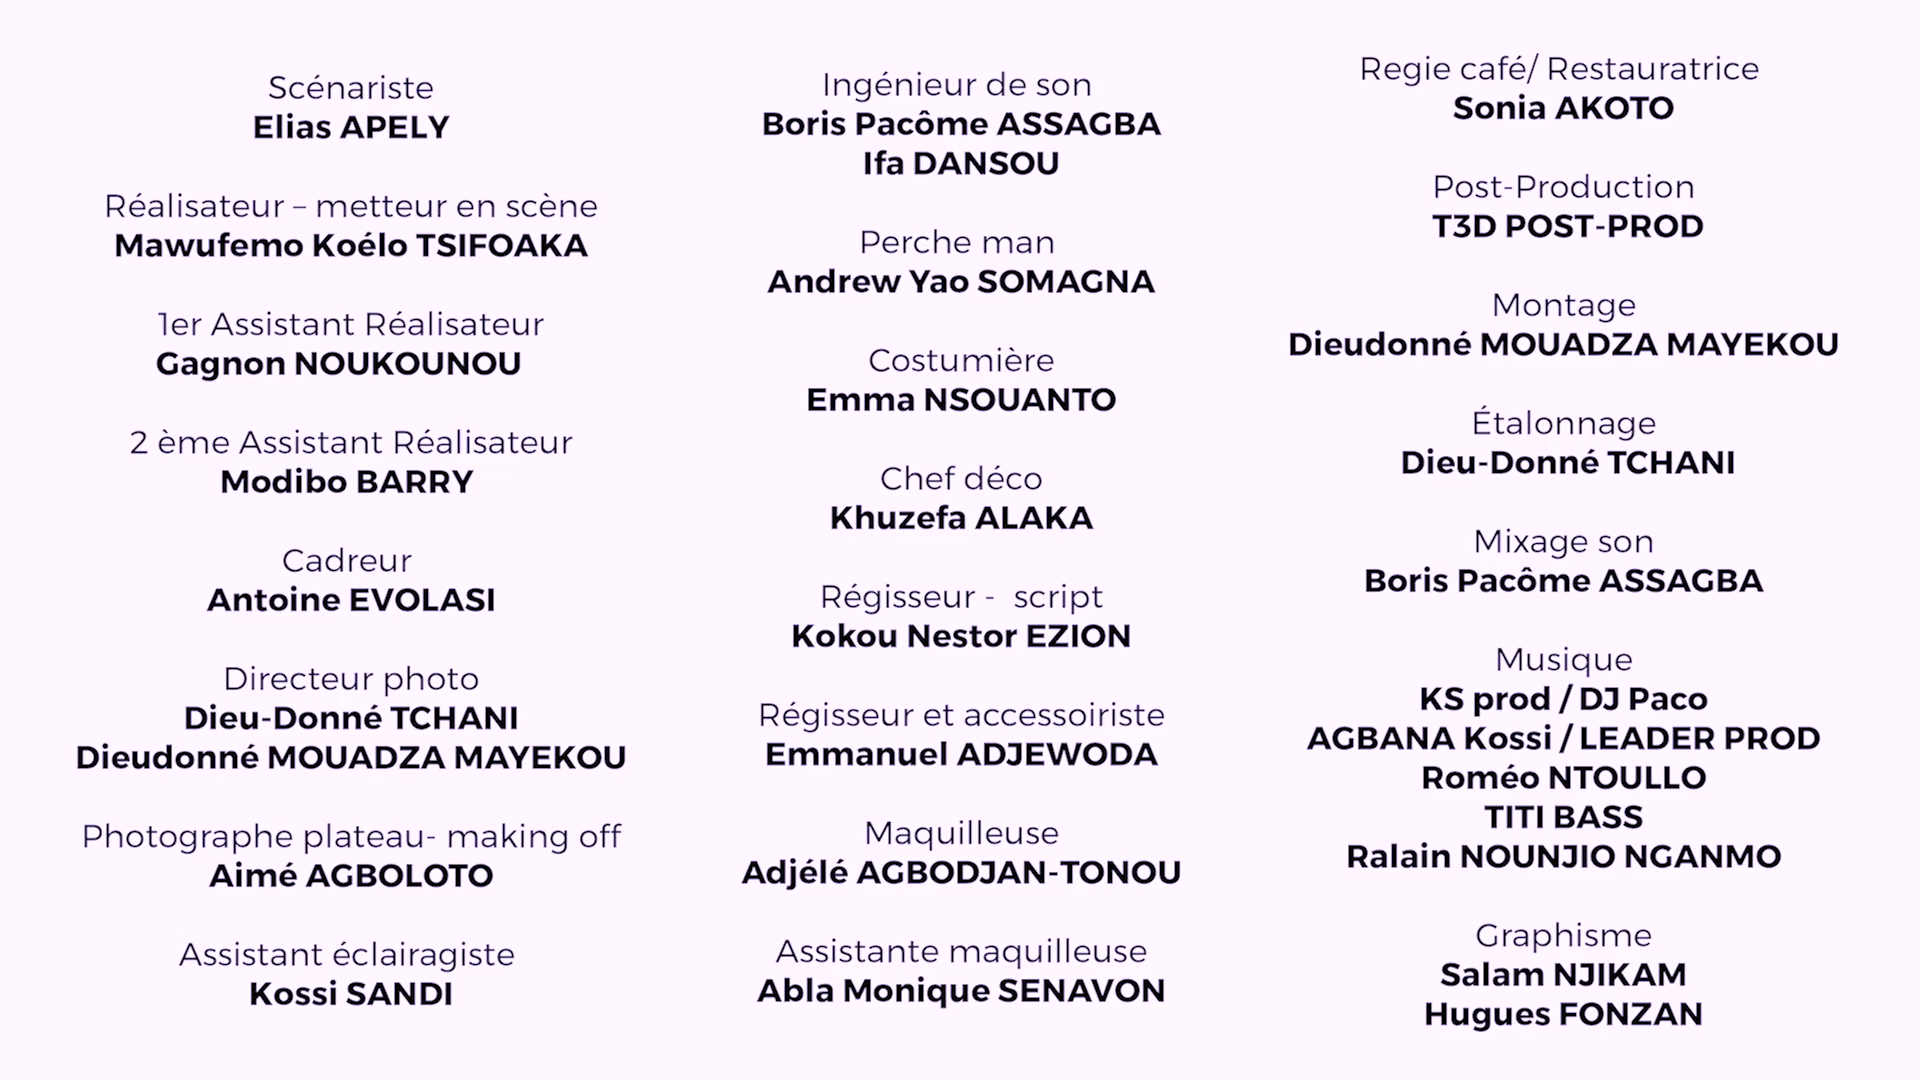 Scénariste
Elias APELY
Réalisateur – metteur en scène
Mawufemo Koélo TSIFOAKA
1er Assistant Réalisateur
Gagnon NOUKOUNOU
2 ème Assistant Réalisateur
Modibo BARRY
Cadreur
Antoine EVOLASI
Directeur photo
Dieu-Donné TCHANI
Dieudonné MOUADZA MAYEKOU
Photographe plateau- making off
Aimé AGBOLOTO
Assistant éclairagiste
Kossi SANDI
Ingénieur de son
Boris Pacôme ASSAGBA
Ifa DANSOU
Perche man
Andrew Yao SOMAGNA
Costumière
Emma NSOUANTO
Chef déco
Khuzefa ALAKA
Régisseur -  script
Kokou Nestor EZION
Régisseur et accessoiriste
Emmanuel ADJEWODA
Maquilleuse
Adjélé AGBODJAN-TONOU
Assistante maquilleuse
Abla Monique SENAVON
Regie café/ Restauratrice
Sonia AKOTO
Post-Production
T3D POST-PROD
Montage
Dieudonné MOUADZA MAYEKOU
Étalonnage
Dieu-Donné TCHANI
Mixage son
Boris Pacôme ASSAGBA
Musique
KS prod / DJ Paco
AGBANA Kossi / LEADER PROD
Roméo NTOULLO
TITI BASS
Ralain NOUNJIO NGANMO
Graphisme
Salam NJIKAM
Hugues FONZAN